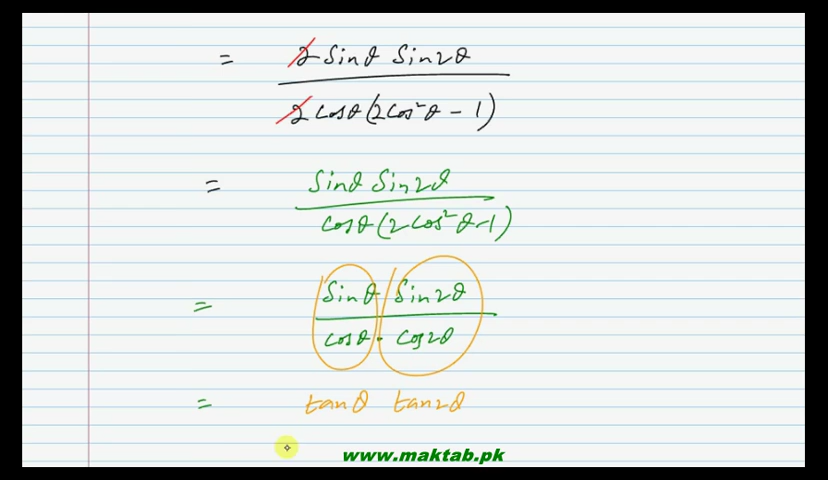 = 2 Sinθ Sin2θ
2 Cosθ (2Cos²θ - 1)
= Sinθ Sin2θ
Cosθ (2Cos²θ - 1)
= Sinθ Sin2θ
Cosθ . Cos2θ
= tanθ tan2θ
www.maktab.pk